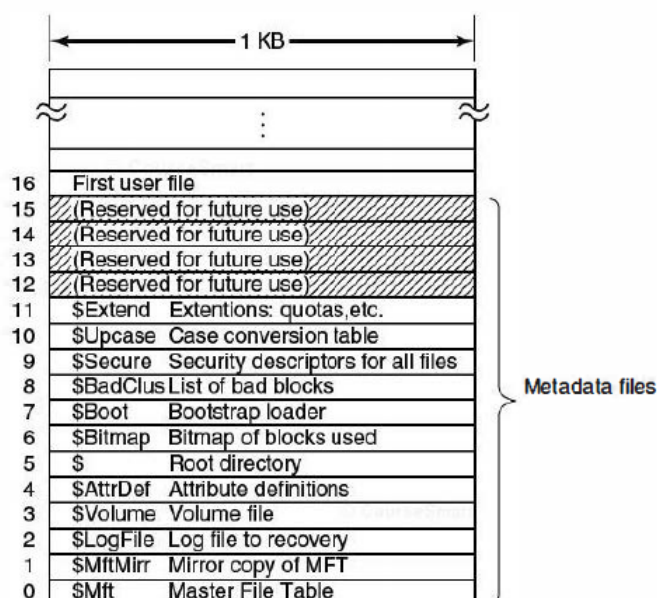 1 KB
16 First user file
15 (Reserved for future use)
14 (Reserved for future use)
13 (Reserved for future use)
12 (Reserved for future use)
11 $Extend Extentions: quotas,etc.
10 $Upcase Case conversion table
9 $Secure Security descriptors for all files
8 $BadClus List of bad blocks
7 $Boot Bootstrap loader
6 $Bitmap Bitmap of blocks used
5 $ Root directory
4 $AttrDef Attribute definitions
3 $Volume Volume file
2 $LogFile Log file to recovery
1 $MftMirr Mirror copy of MFT
0 $Mft Master File Table
Metadata files